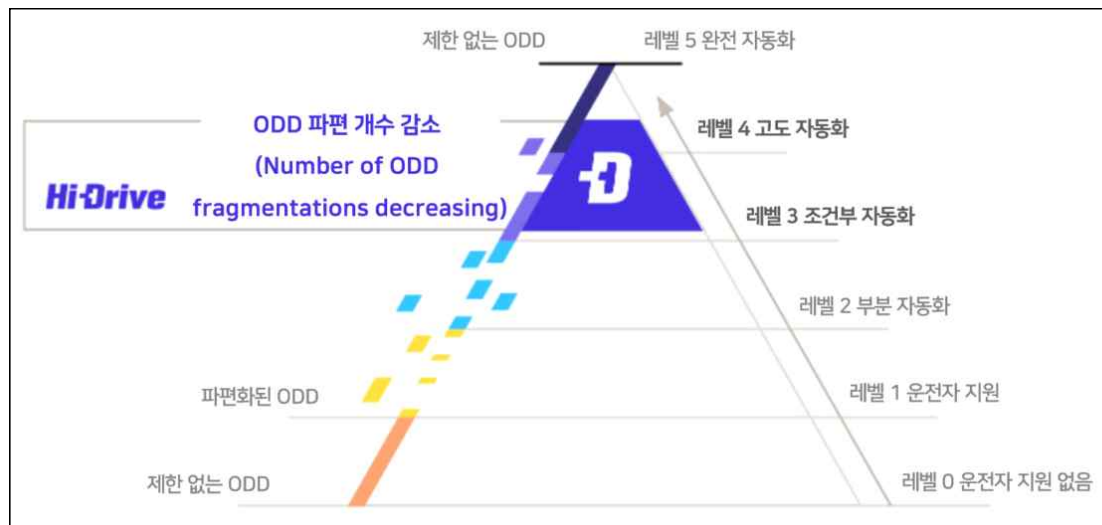 제한 없는 ODD
레벨 5 완전 자동화
ODD 파편 개수 감소
(Number of ODD
fragmentations decreasing)
Hi-Drive
D
레벨 4 고도 자동화
레벨 3 조건부 자동화
레벨 2 부분 자동화
파편화된 ODD
레벨 1 운전자 지원
제한 없는 ODD
레벨 0 운전자 지원 없음